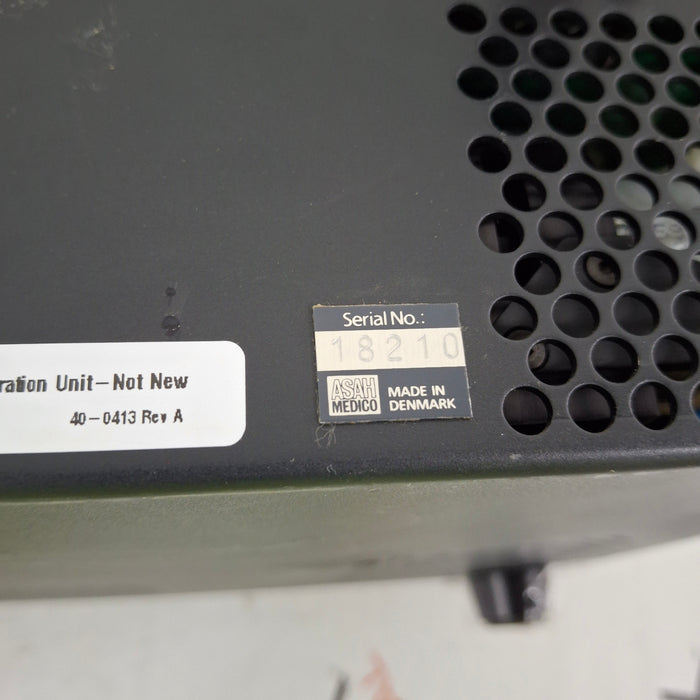 ration Unit-Not New
40-0413 Rev A
Serial No.:
18210
ASAH
MEDICO
MADE IN
DENMARK